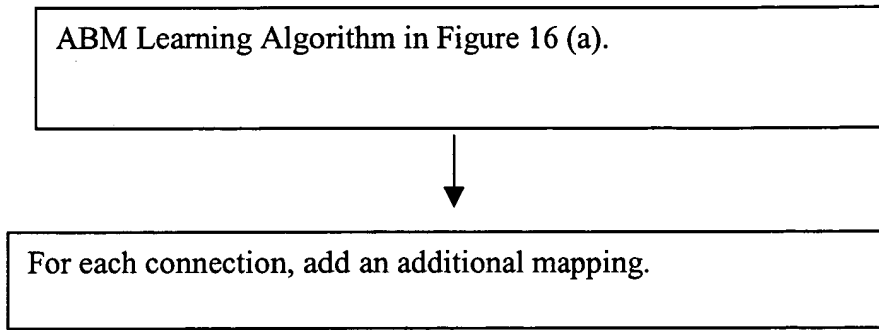 ABM Learning Algorithm in Figure 16 (a).
For each connection, add an additional mapping.